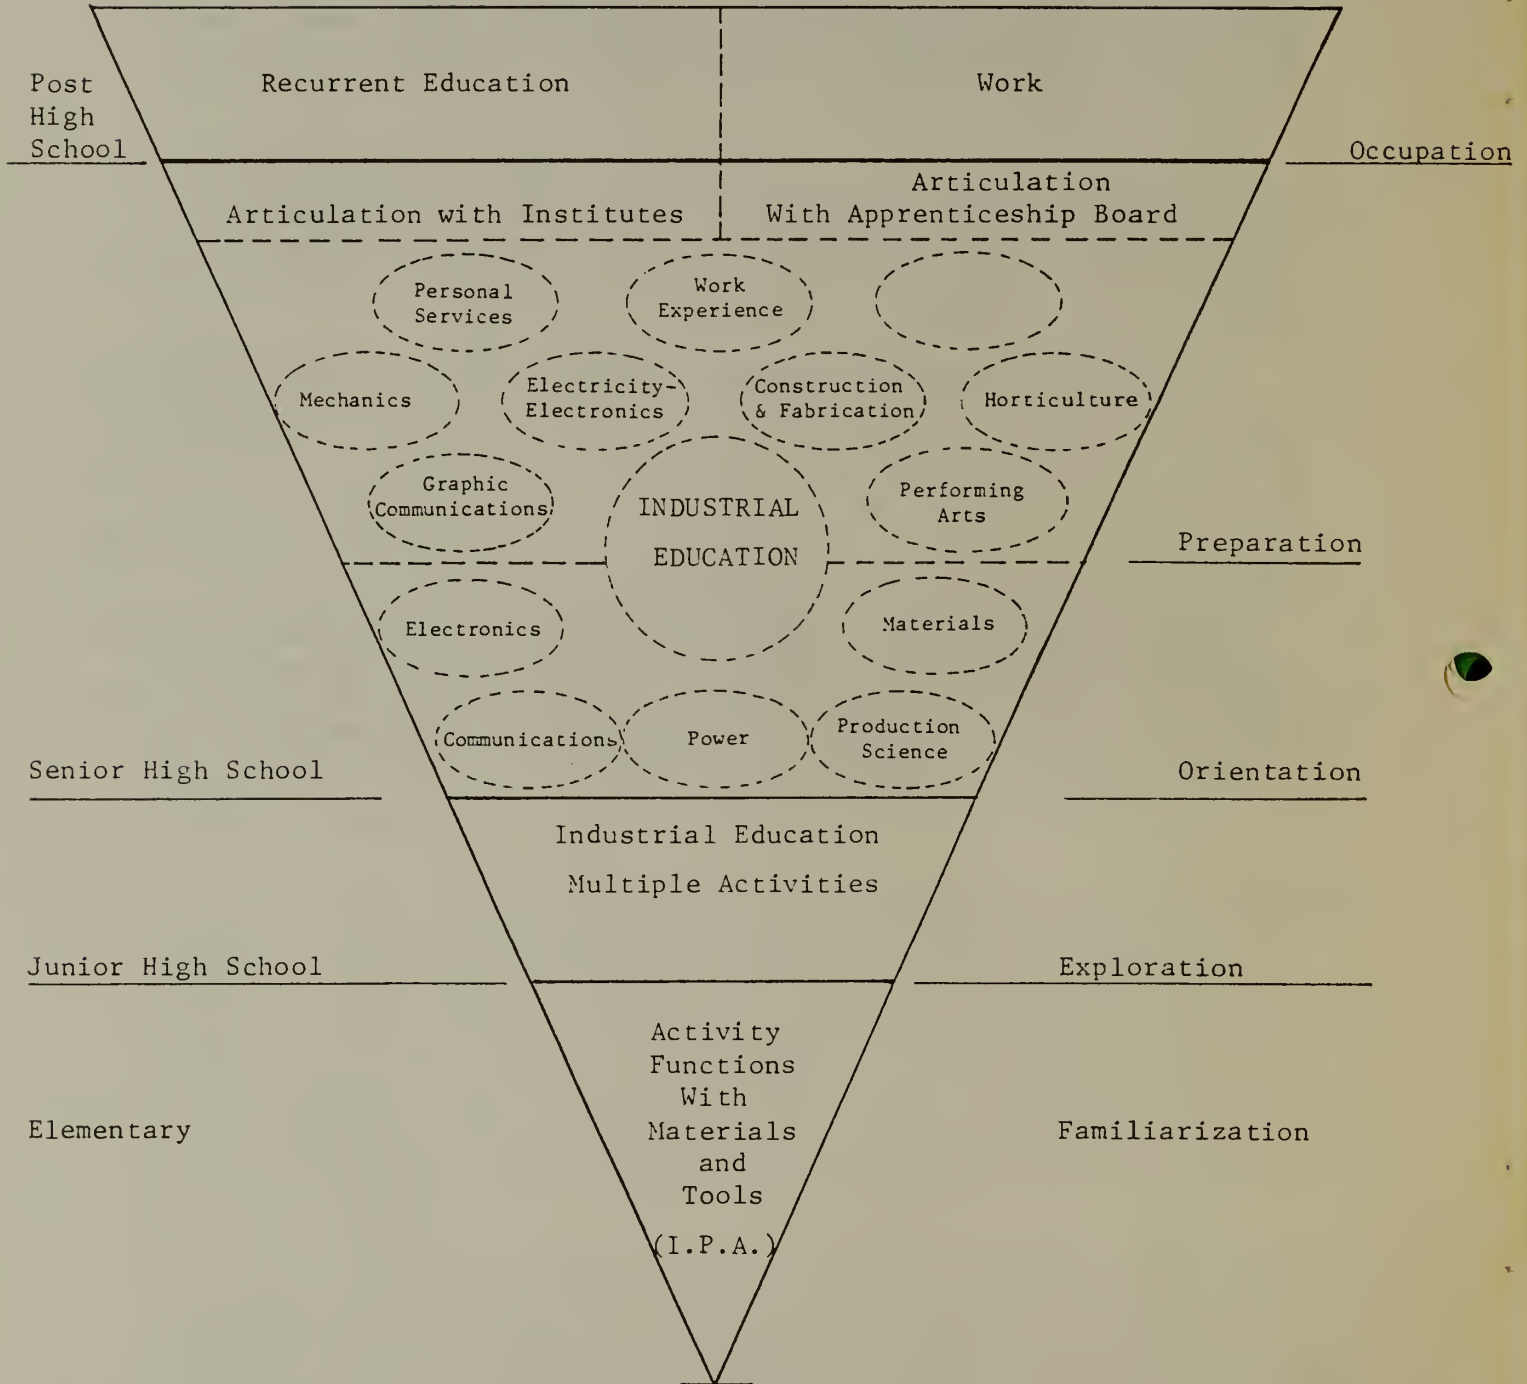 Post
High
School
Recurrent Education
Work
Occupation
Articulation with Institutes
Articulation
With Apprenticeship Board
Personal
Services
Work
Experience
Mechanics
Electricity-
Electronics
Construction
& Fabrication
Horticulture
Graphic
Communications
INDUSTRIAL
EDUCATION
Performing
Arts
Preparation
Electronics
Materials
Communications
Power
Production
Science
Senior High School
Orientation
Industrial Education
Multiple Activities
Junior High School
Exploration
Activity
Functions
With
Materials
and
Tools
(I.P.A.)
Elementary
Familiarization